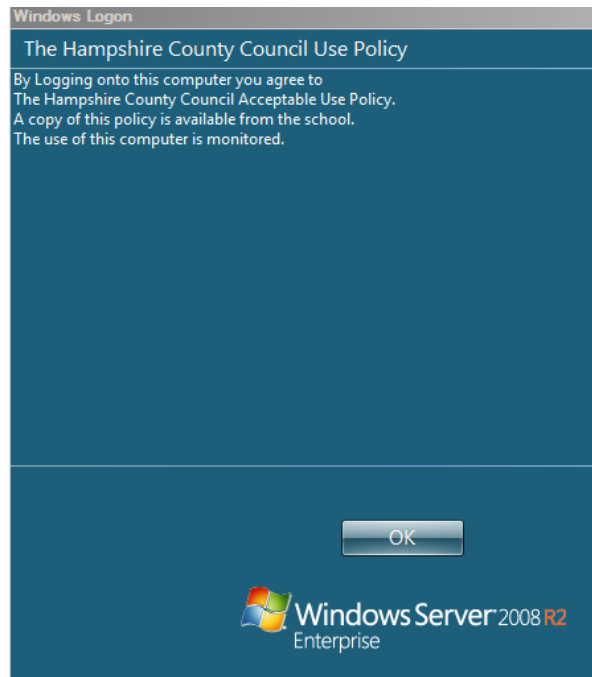 Windows Logon
The Hampshire County Council Use Policy
By Logging onto this computer you agree to
The Hampshire County Council Acceptable Use Policy.
A copy of this policy is available from the school.
The use of this computer is monitored.
OK
Windows Server 2008 R2
Enterprise